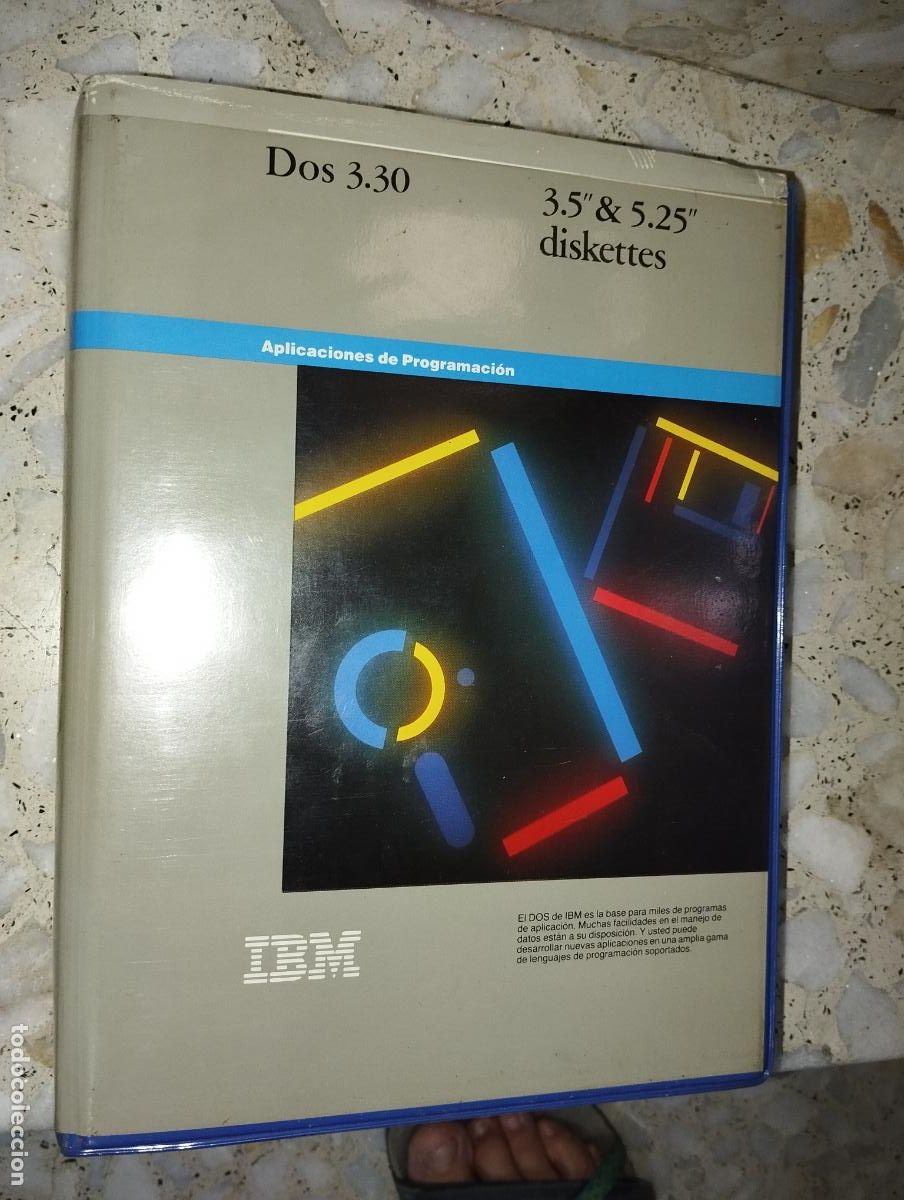 Dos 3.30
3.5" & 5.25"
diskettes
Aplicaciones de Programación
El DOS de IBM es la base para miles de programas
de aplicación. Muchas facilidades en el manejo de
datos están a su disposición. Y usted puede
desarrollar nuevas aplicaciones en una amplia gama
de lenguajes de programación soportados.
IBM
todocoleccion